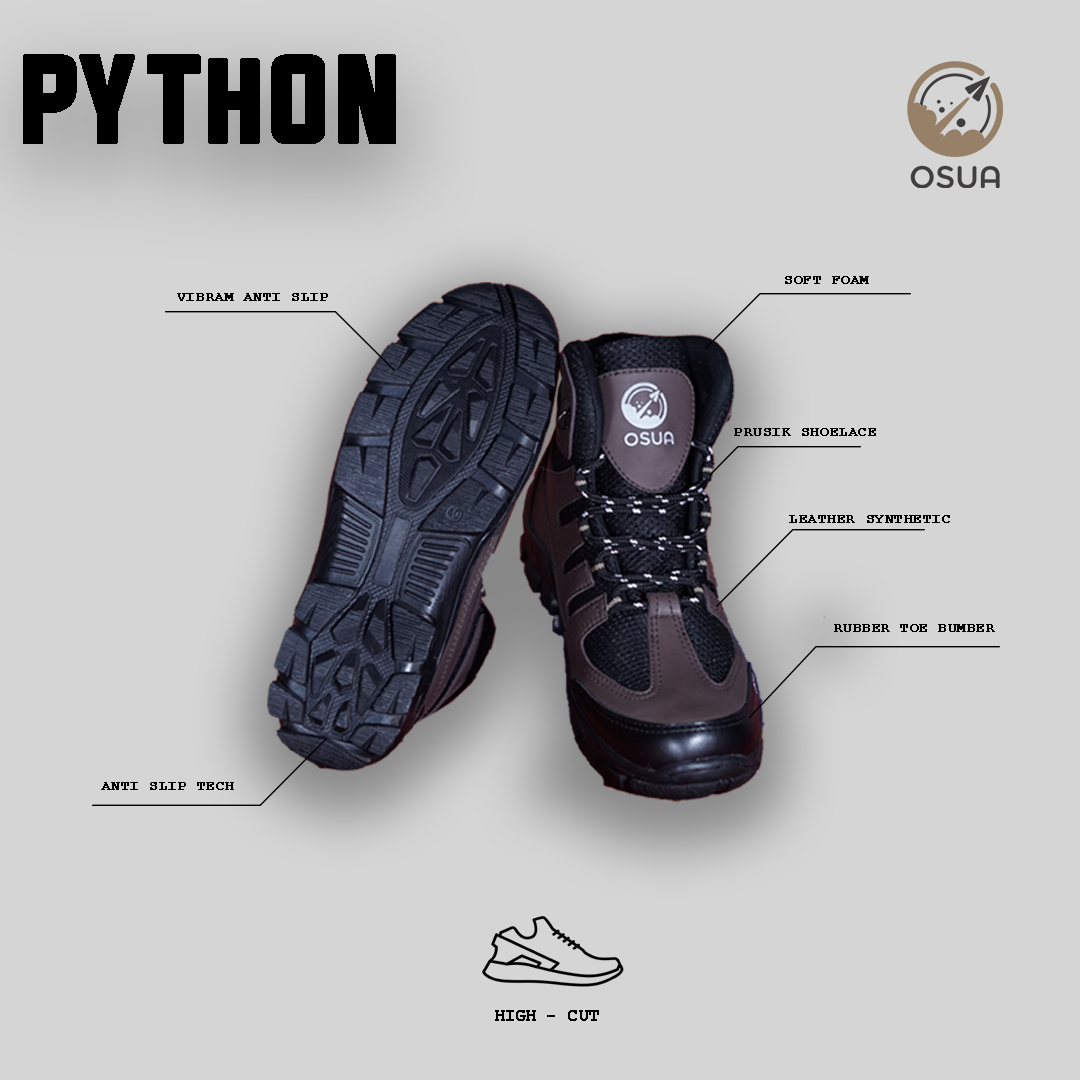 PYTHON
OSUA
SOFT FOAM
VIBRAM ANTI SLIP
OSUA
PRUSIK SHOELACE
LEATHER SYNTHETIC
RUBBER TOE BUMBER
ANTI SLIP TECH
HIGH - CUT